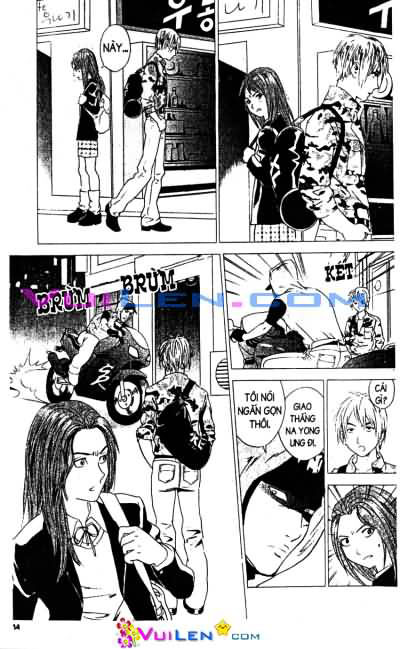 NÀY...
BRÙM
BRÙM
KÉT
VUILEN.COM
CÁI
GÌ?
TÔI NÓI
NGẮN GỌN
THÔI.
GIAO
THẰNG
NA YONG
UNG ĐI.
14
VUILEN.COM